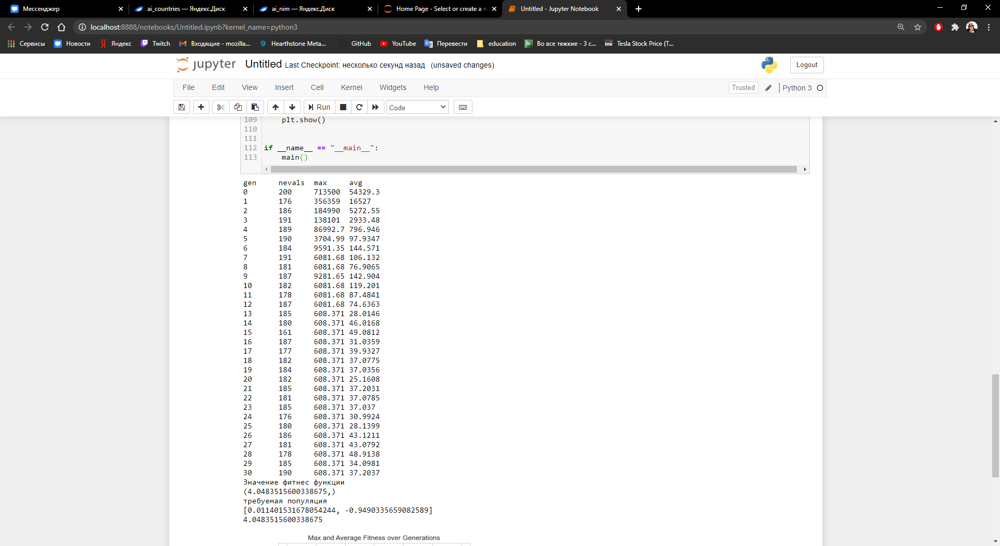 Мессенджер
ai_countries — Яндекс.Диск
ai_nim — Яндекс.Диск
Home Page - Select or create a n
Untitled - Jupyter Notebook
localhost:8888/notebooks/Untitled.ipynb?kernel_name=python3
Сервисы
Новости
Яндекс
Twitch
Входящие - mozilla...
Hearthstone Meta...
GitHub
YouTube
Перевести
education
Br Во все тяжкие - 3 с...
Inv Tesla Stock Price (T...
jupyter Untitled Last Checkpoint: несколько секунд назад (unsaved changes)
Logout
File Edit View Insert Cell Kernel Widgets Help
Trusted
Python 3
Run
Code
109 plt.show()
110
111
112 if __name__ == "__main__":
113 main()
gen nevals max avg
0 200 713500 54329.3
1 176 356359 16527
2 186 184990 5272.55
3 191 138101 2933.48
4 189 86992.7 796.946
5 190 3704.99 97.9347
6 184 9591.35 144.571
7 191 6081.68 106.132
8 181 6081.68 76.9065
9 187 9281.65 142.904
10 182 6081.68 119.201
11 178 6081.68 87.4841
12 187 6081.68 74.6363
13 185 608.371 28.0146
14 180 608.371 46.0168
15 161 608.371 49.0812
16 187 608.371 31.0359
17 177 608.371 39.9327
18 182 608.371 37.0775
19 184 608.371 37.0356
20 182 608.371 25.1608
21 185 608.371 37.2031
22 181 608.371 37.0785
23 185 608.371 37.037
24 176 608.371 30.9924
25 180 608.371 28.1399
26 186 608.371 43.1211
27 181 608.371 43.0792
28 178 608.371 48.9138
29 185 608.371 34.0981
30 190 608.371 37.2037
Значение фитнес функции
(4.0483515600338675,)
требуемая популяция
[0.011401531678054244, -0.9490335659082589]
4.0483515600338675
Max and Average Fitness over Generations